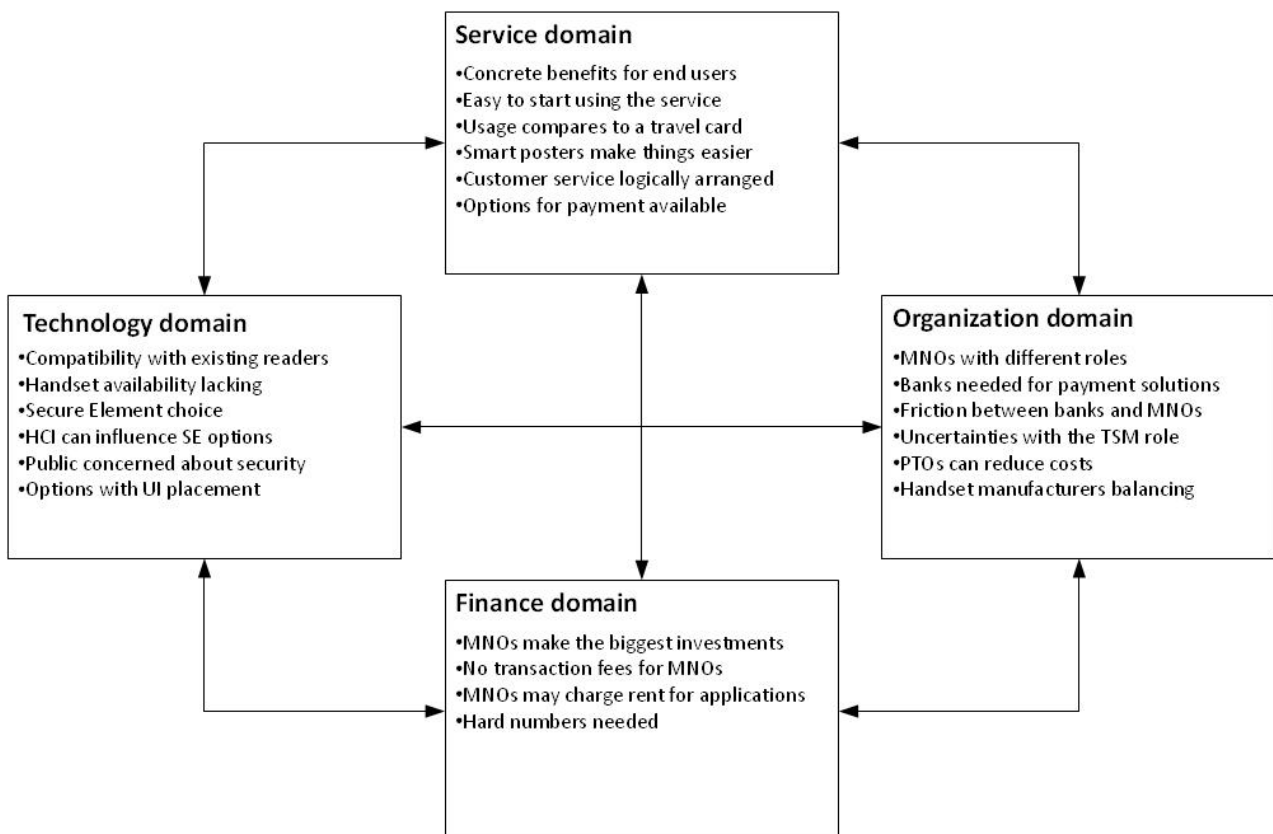 Service domain
•Concrete benefits for end users
•Easy to start using the service
•Usage compares to a travel card
•Smart posters make things easier
•Customer service logically arranged
•Options for payment available
Technology domain
•Compatibility with existing readers
•Handset availability lacking
•Secure Element choice
•HCI can influence SE options
•Public concerned about security
•Options with UI placement
Organization domain
•MNOs with different roles
•Banks needed for payment solutions
•Friction between banks and MNOs
•Uncertainties with the TSM role
•PTOs can reduce costs
•Handset manufacturers balancing
Finance domain
•MNOs make the biggest investments
•No transaction fees for MNOs
•MNOs may charge rent for applications
•Hard numbers needed